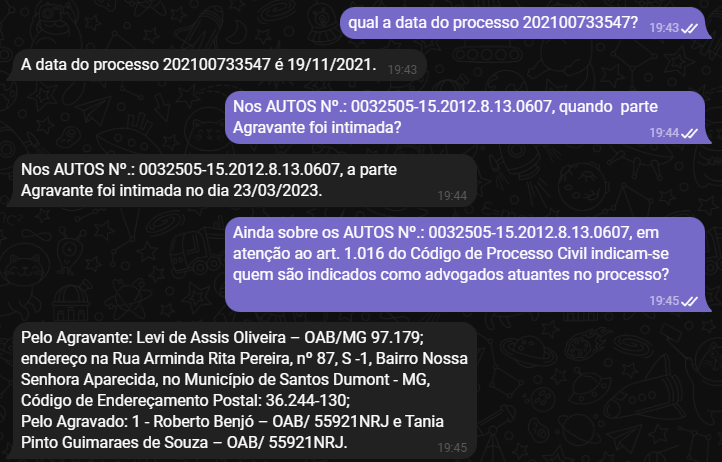 qual a data do processo 202100733547?
19:43
A data do processo 202100733547 é 19/11/2021.
19:43
Nos AUTOS Nº.: 0032505-15.2012.8.13.0607, quando parte
Agravante foi intimada?
19:44
Nos AUTOS Nº.: 0032505-15.2012.8.13.0607, a parte
Agravante foi intimada no dia 23/03/2023.
19:44
Ainda sobre os AUTOS Nº.: 0032505-15.2012.8.13.0607, em
atenção ao art. 1.016 do Código de Processo Civil indicam-se
quem são indicados como advogados atuantes no processo?
19:45
Pelo Agravante: Levi de Assis Oliveira – OAB/MG 97.179;
endereço na Rua Arminda Rita Pereira, nº 87, S -1, Bairro Nossa
Senhora Aparecida, no Município de Santos Dumont - MG,
Código de Endereçamento Postal: 36.244-130;
Pelo Agravado: 1 - Roberto Benjó – OAB/ 55921NRJ e Tania
Pinto Guimaraes de Souza – OAB/ 55921NRJ.
19:45